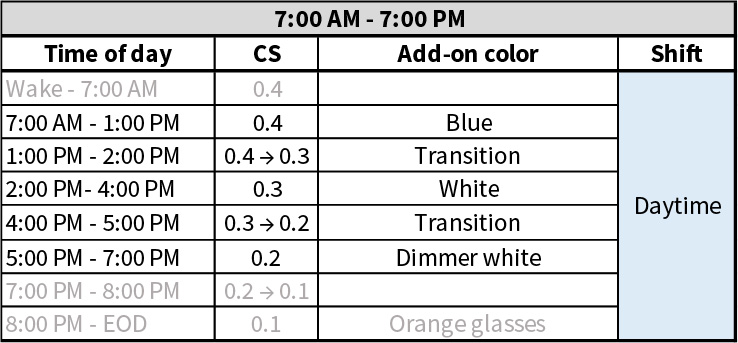 7:00 AM - 7:00 PM
Time of day CS Add-on color Shift
Wake - 7:00 AM 0.4
7:00 AM - 1:00 PM 0.4 Blue
1:00 PM - 2:00 PM 0.4 → 0.3 Transition
2:00 PM- 4:00 PM 0.3 White
4:00 PM - 5:00 PM 0.3 → 0.2 Transition
Daytime
5:00 PM - 7:00 PM 0.2 Dimmer white
7:00 PM - 8:00 PM 0.2 → 0.1
8:00 PM - EOD 0.1 Orange glasses